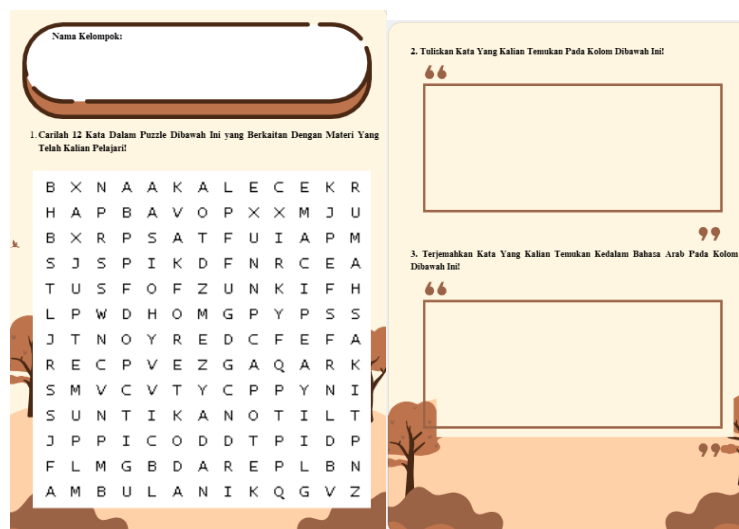 Nama Kelompok:
1. Carilah 12 Kata Dalam Puzzle Dibawah Ini yang Berkaitan Dengan Materi Yang
Telah Kalian Pelajari!
B X N A A K A L E C E K R
H A P B A V O P X X M J U
B X R P S A T F U I A P M
S J S P I K D F N R C E A
T U S F O F Z U N K I F H
L P W D H O M G P Y P S S
J T N O Y R E D C F E F A
R E C P V E Z G A Q A R K
S M V C V T Y C P P Y N I
S U N T I K A N O T I L T
J P P I C O D D T P I D P
F L M G B D A R E P L B N
A M B U L A N I K Q G V Z
2. Tuliskan Kata Yang Kalian Temukan Pada Kolom Dibawah Ini!
“
”
3. Terjemahkan Kata Yang Kalian Temukan Kedalam Bahasa Arab Pada Kolom
Dibawah Ini!
“
”